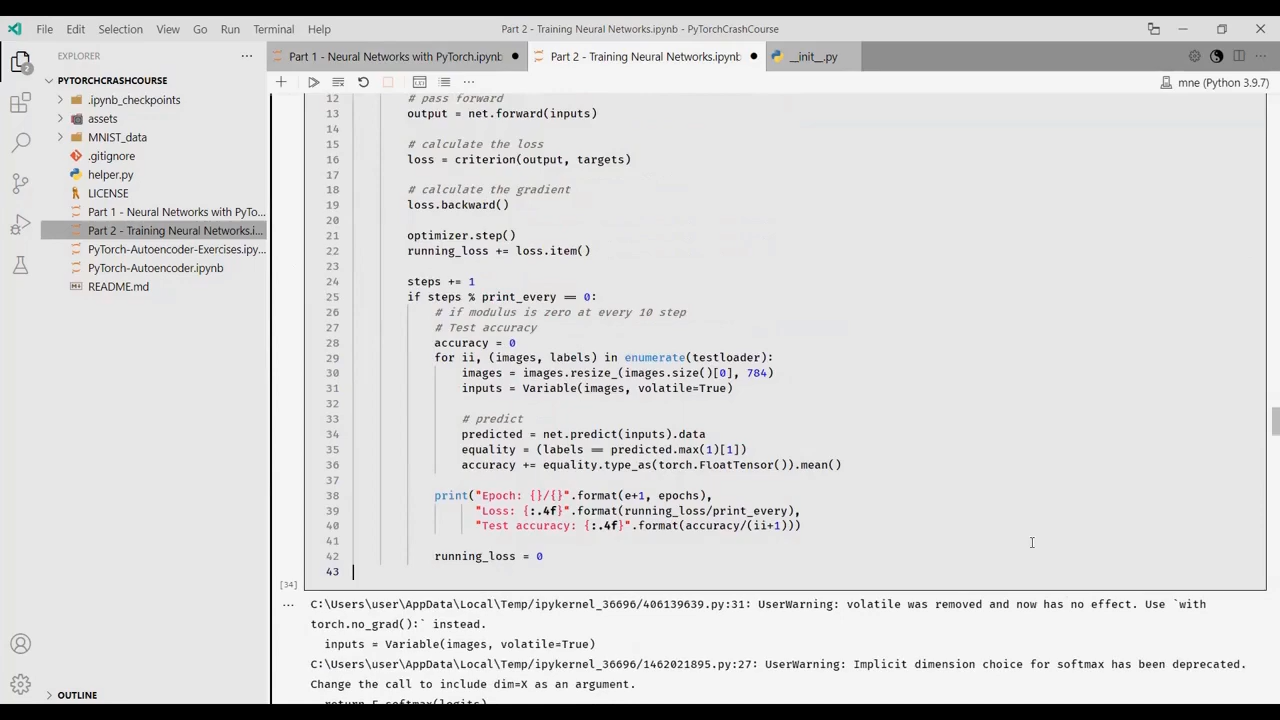 File Edit Selection View Go Run Terminal Help
Part 2 - Training Neural Networks.ipynb - PyTorchCrashCourse
EXPLORER
Part 1 - Neural Networks with PyTorch.ipynb
Part 2 - Training Neural Networks.ipynb
__init__.py
2
PYTORCHCRASHCOURSE
mne (Python 3.9.7)
.ipynb_checkpoints
assets
MNIST_data
.gitignore
helper.py
LICENSE
Part 1 - Neural Networks with PyTo...
Part 2 - Training Neural Networks.i...
PyTorch-Autoencoder-Exercises.ipy...
PyTorch-Autoencoder.ipynb
README.md
OUTLINE
12 # pass forward
13 output = net.forward(inputs)
14
15 # calculate the loss
16 loss = criterion(output, targets)
17
18 # calculate the gradient
19 loss.backward()
20
21 optimizer.step()
22 running_loss += loss.item()
23
24 steps += 1
25 if steps % print_every == 0:
26 # if modulus is zero at every 10 step
27 # Test accuracy
28 accuracy = 0
29 for ii, (images, labels) in enumerate(testloader):
30 images = images.resize_(images.size()[0], 784)
31 inputs = Variable(images, volatile=True)
32
33 # predict
34 predicted = net.predict(inputs).data
35 equality = (labels == predicted.max(1)[1])
36 accuracy += equality.type_as(torch.FloatTensor()).mean()
37
38 print("Epoch: {}/{}".format(e+1, epochs),
39 "Loss: {:.4f}".format(running_loss/print_every),
40 "Test accuracy: {:.4f}".format(accuracy/(ii+1)))
41
42 running_loss = 0
43
[34]
C:\Users\user\AppData\Local\Temp/ipykernel_36696/406139639.py:31: UserWarning: volatile was removed and now has no effect. Use `with
torch.no_grad():` instead.
inputs = Variable(images, volatile=True)
C:\Users\user\AppData\Local\Temp/ipykernel_36696/1462021895.py:27: UserWarning: Implicit dimension choice for softmax has been deprecated.
Change the call to include dim=X as an argument.
return F.softmax(logits)